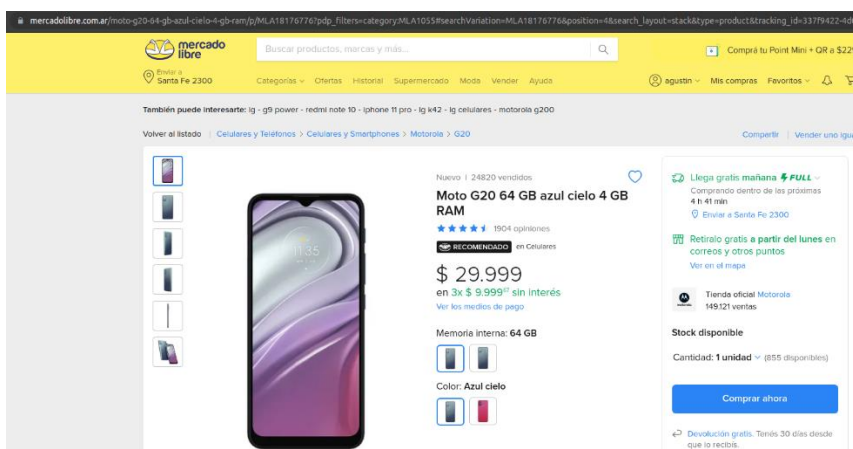 mercadolibre.com.ar/moto-g20-64-gb-azul-cielo-4-gb-ram/p/MLA18176776?pdp_filters=category:MLA1055#searchVariation=MLA18176776&position=4&search_layout=stack&type=product&tracking_id=337f9422-4d
mercado
libre
Buscar productos, marcas y más...
Comprá tu Point Mini + QR a $22
Enviar a
Santa Fe 2300
Categorías Ofertas Historial Supermercado Moda Vender Ayuda
agustin Mis compras Favoritos
También puede interesarte: lg - g9 power - redmi note 10 - iphone 11 pro - lg k42 - lg celulares - motorola g200
Volver al listado | Celulares y Teléfonos > Celulares y Smartphones > Motorola > G20
Compartir | Vender uno igua
Nuevo | 24820 vendidos
Moto G20 64 GB azul cielo 4 GB
RAM
1904 opiniones
RECOMENDADO en Celulares
$ 29.999
en 3x $ 9.999 sin interés
Ver los medios de pago
Memoria interna: 64 GB
Color: Azul cielo
11:35
Llega gratis mañana FULL
Comprando dentro de las próximas
4 h 41 min
Enviar a Santa Fe 2300
Retiralo gratis a partir del lunes en
correos y otros puntos
Ver en el mapa
Tienda oficial Motorola
149.121 ventas
Stock disponible
Cantidad: 1 unidad (855 disponibles)
Comprar ahora
Devolución gratis. Tenés 30 días desde
que lo recibís.